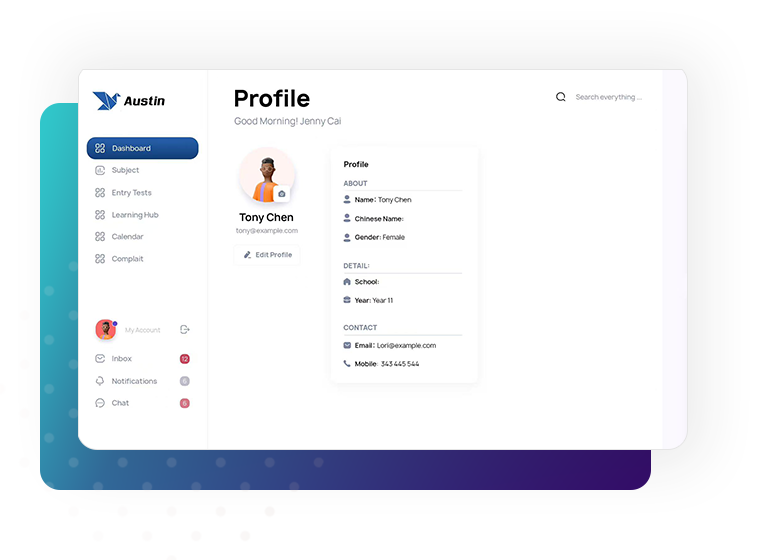 Austin
Dashboard
Subject
Entry Tests
Learning Hub
Calendar
Complait
My Account
Inbox 12
Notifications 6
Chat 6
Profile
Good Morning! Jenny Cai
Search everything ...
Tony Chen
tony@example.com
Edit Profile
Profile
ABOUT
Name: Tony Chen
Chinese Name:
Gender: Female
DETAIL:
School:
Year: Year 11
CONTACT
Email: Lori@example.com
Mobile: 343 445 544